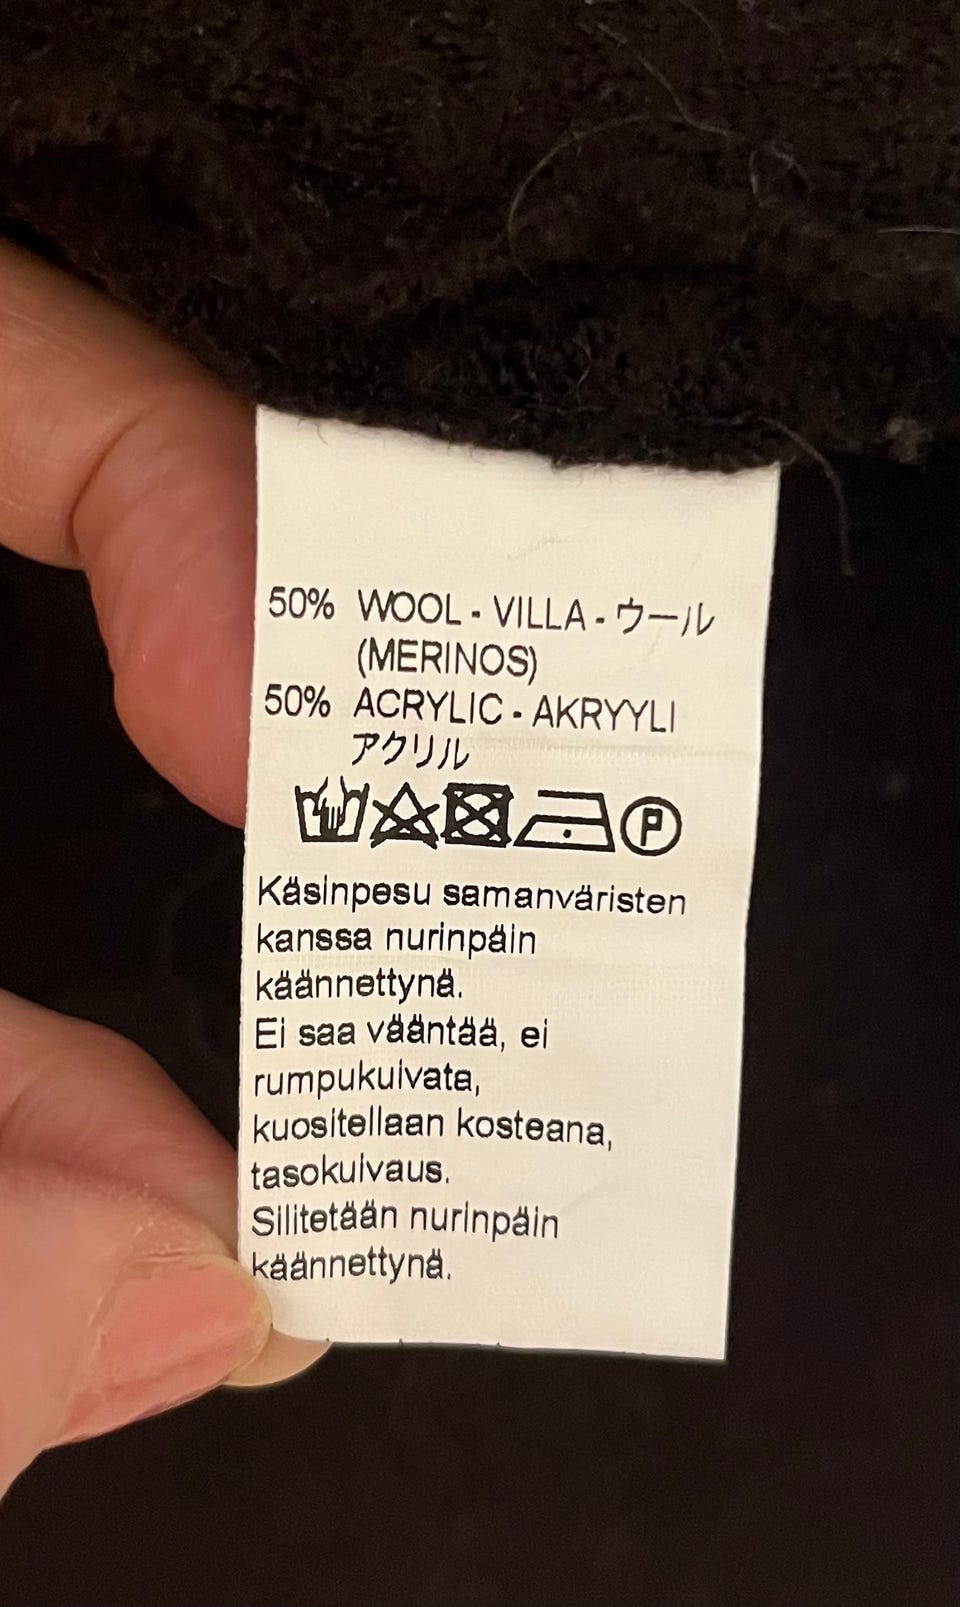 50% WOOL - VILLA - ウール
(MERINOS)
50% ACRYLIC - AKRYYLI
アクリル
P
Käsinpesu samanväristen
kanssa nurinpäin
käännettynä.
Ei saa vääntää, ei
rumpukuivata,
kuositellaan kosteana,
tasokuivaus.
Silitetään nurinpäin
käännettynä.